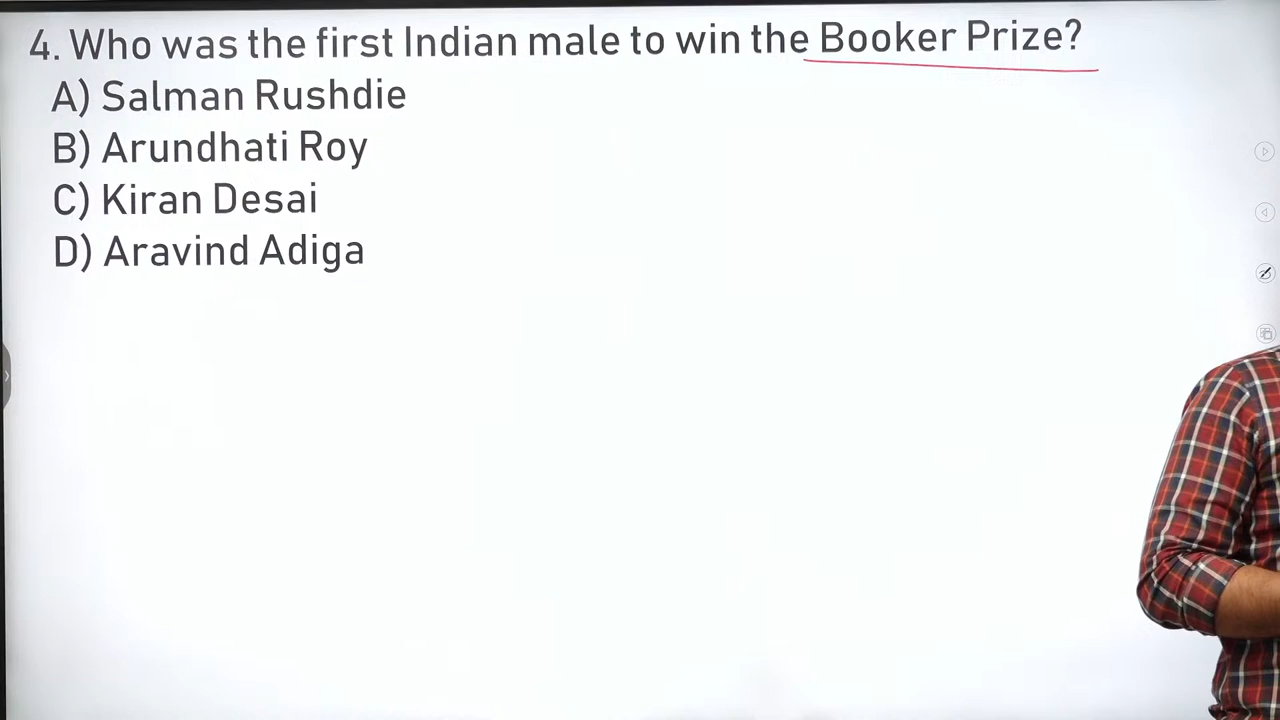 4. Who was the first Indian male to win the Booker Prize?
A) Salman Rushdie
B) Arundhati Roy
C) Kiran Desai
D) Aravind Adiga